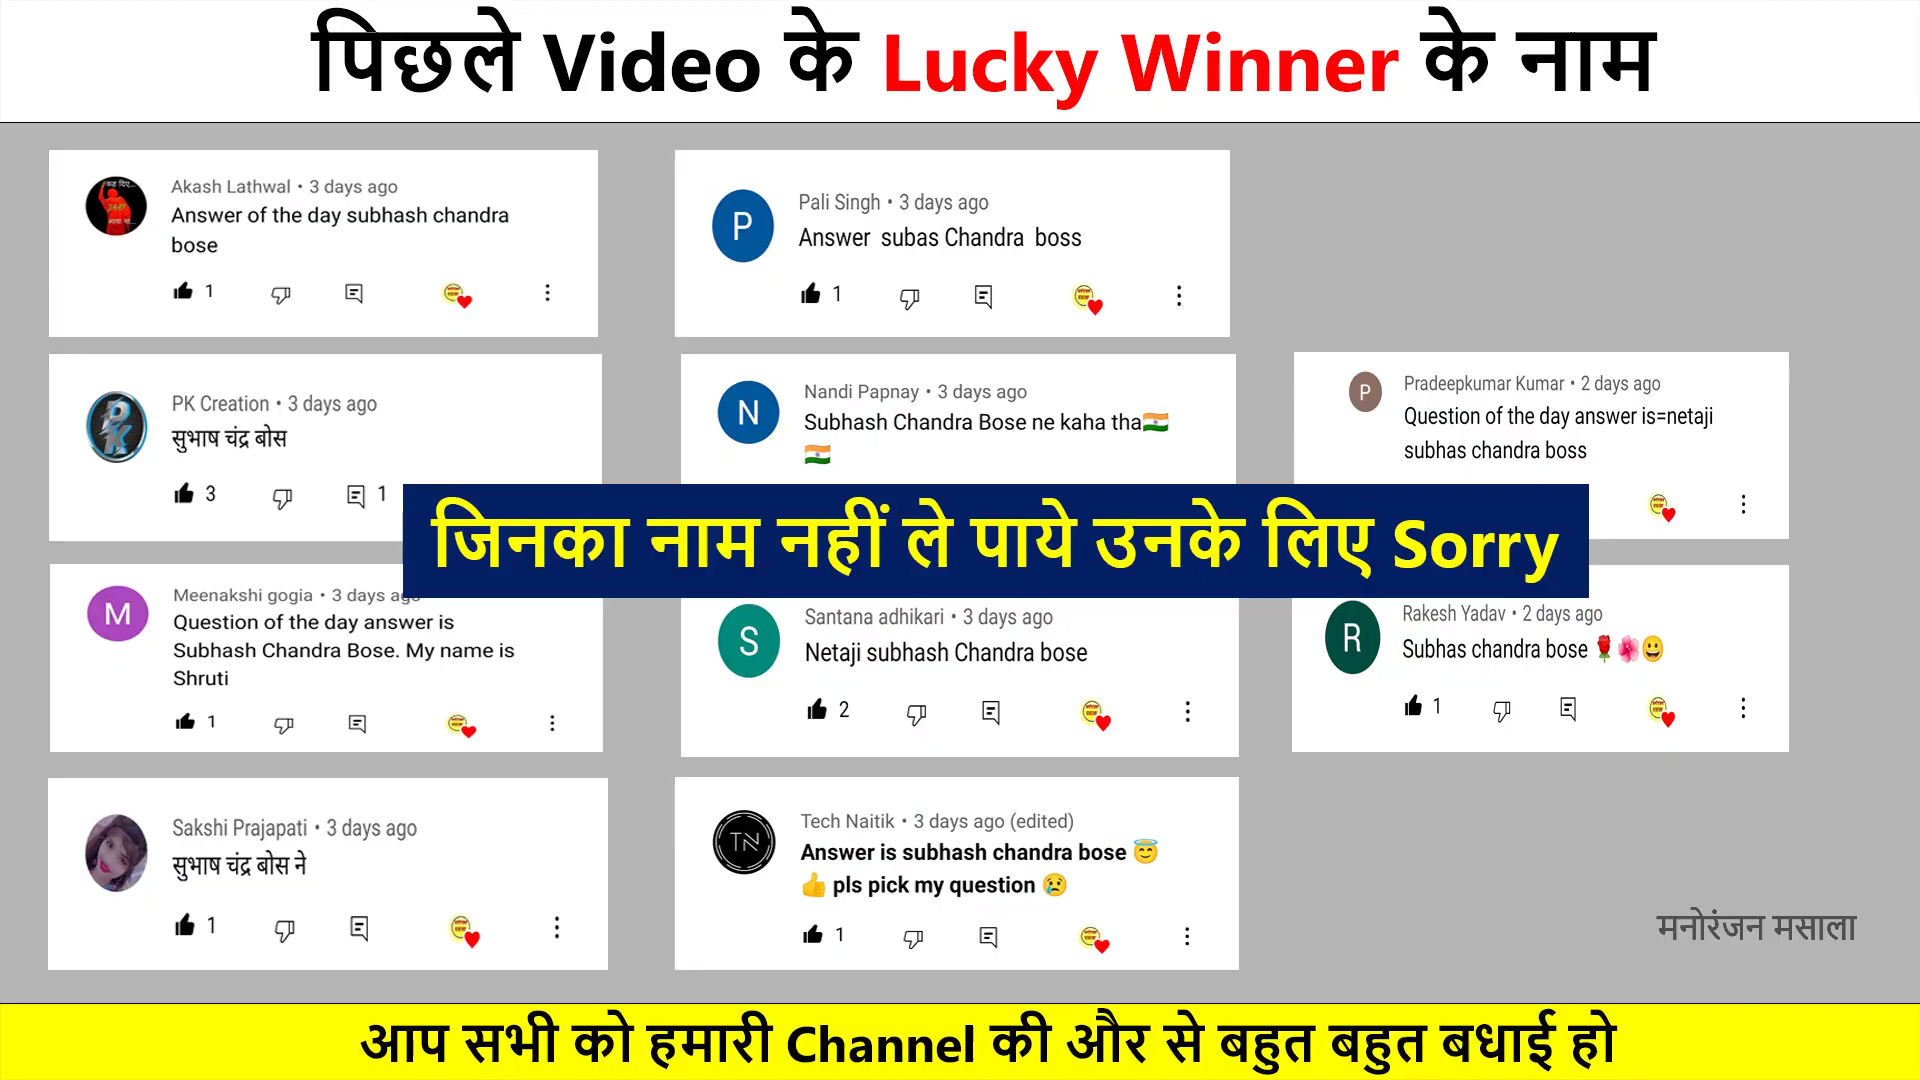 पिछले Video के Lucky Winner के नाम
Akash Lathwal • 3 days ago
Answer of the day subhash chandra
bose
1
Pali Singh • 3 days ago
Answer subas Chandra boss
P
1
PK Creation • 3 days ago
सुभाष चंद्र बोस
PK
3
1
Nandi Papnay • 3 days ago
N
Subhash Chandra Bose ne kaha tha🇮🇳
🇮🇳
Pradeepkumar Kumar • 2 days ago
P
Question of the day answer is=netaji
subhas chandra boss
जिनका नाम नहीं ले पाये उनके लिए Sorry
Meenakshi gogia • 3 days ago
M
Question of the day answer is
Subhash Chandra Bose. My name is
Shruti
1
Santana adhikari • 3 days ago
S
Netaji subhash Chandra bose
2
Rakesh Yadav • 2 days ago
R
Subhas chandra bose 🌹🌺😀
1
Sakshi Prajapati • 3 days ago
सुभाष चंद्र बोस ने
1
Tech Naitik • 3 days ago (edited)
TN
Answer is subhash chandra bose 😇
👍 pls pick my question 😢
1
मनोरंजन मसाला
आप सभी को हमारी Channel की और से बहुत बहुत बधाई हो